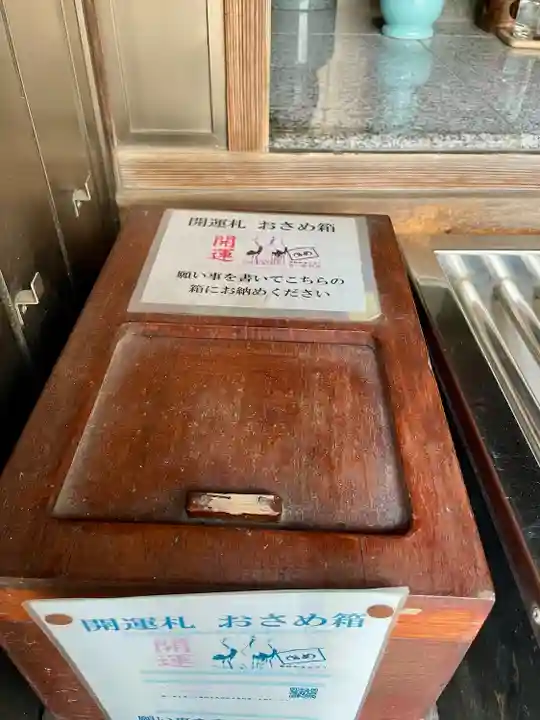 開運札 おさめ箱
開運
願い事を書いてこちらの
箱にお納めください
開運札 おさめ箱
開運